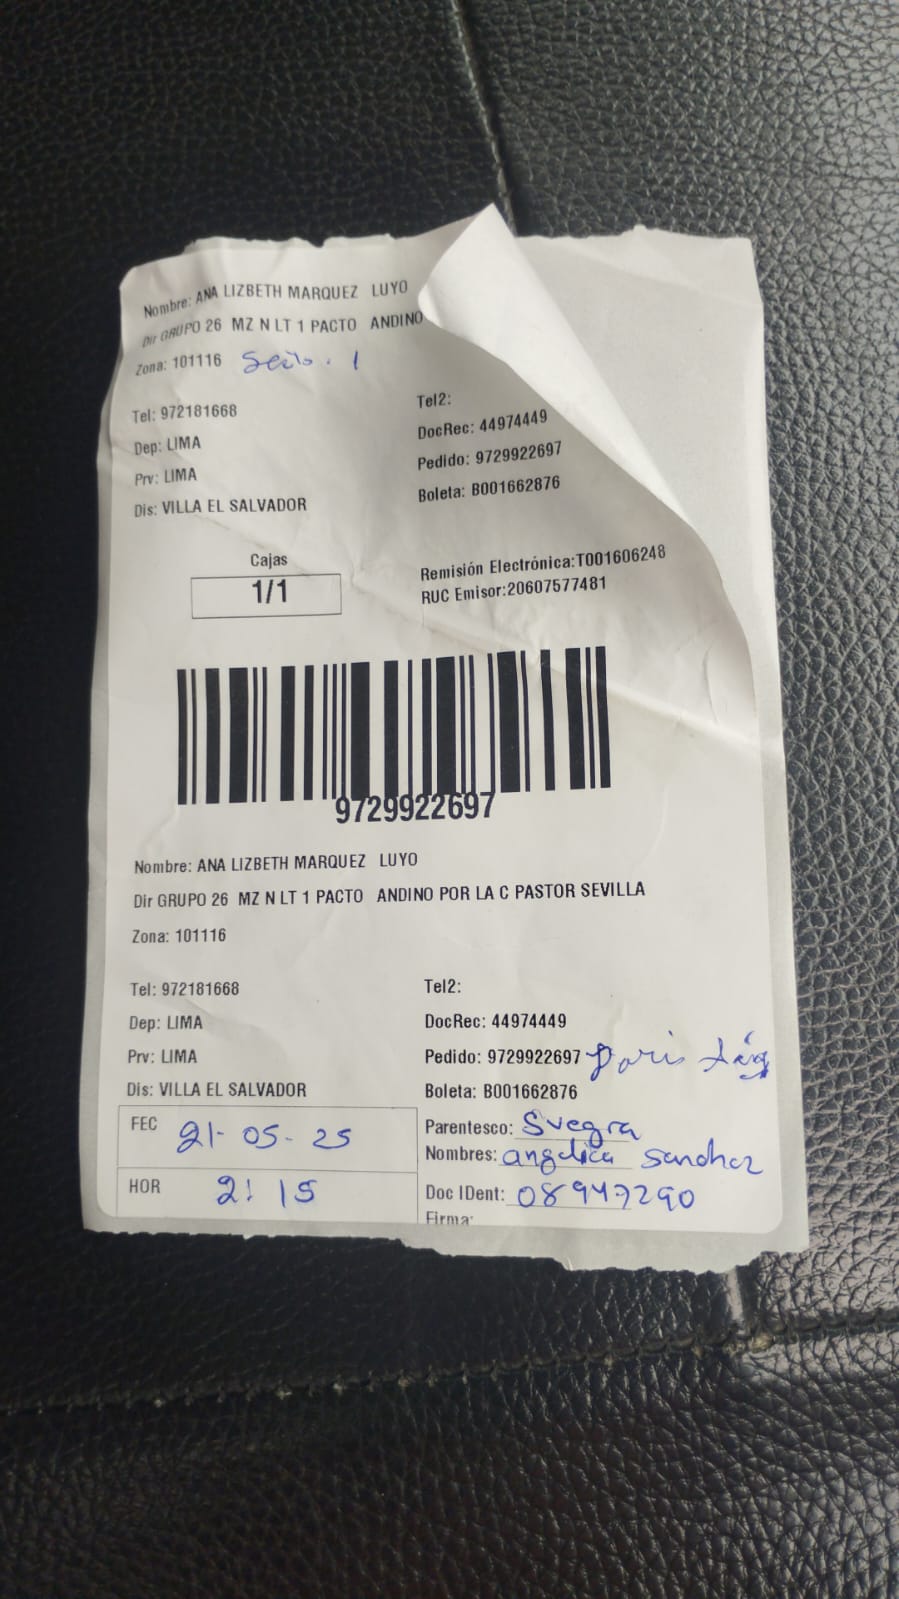 Nombre: ANA LIZBETH MARQUEZ LUYO
Dir GRUPO 26 MZ N LT 1 PACTO ANDINO
Zona: 101116
Tel: 972181668
Tel2:
Dep: LIMA
DocRec: 44974449
Prv: LIMA
Pedido: 9729922697
Dis: VILLA EL SALVADOR
Boleta: B001662876
Cajas
1/1
Remisión Electrónica:T001606248
RUC Emisor:20607577481
9729922697
Nombre: ANA LIZBETH MARQUEZ LUYO
Dir GRUPO 26 MZ N LT 1 PACTO ANDINO POR LA C PASTOR SEVILLA
Zona: 101116
Tel: 972181668
Tel2:
Dep: LIMA
DocRec: 44974449
Prv: LIMA
Pedido: 9729922697
Dis: VILLA EL SALVADOR
Boleta: B001662876
FEC 21-05-25
Parentesco: Svegra
Nombres: angelica Sanchez
HOR 2:15
Doc IDent: 08947290
Firma: